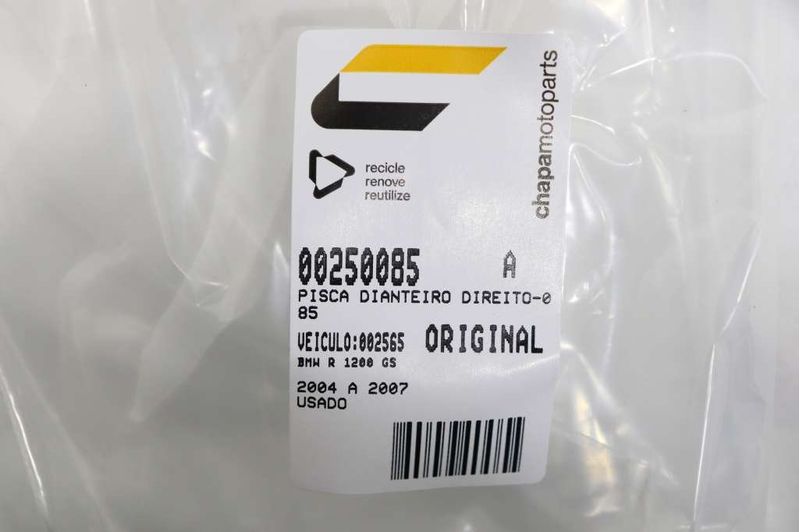 chapamotoparts
recicle
renove
reutilize
00250085 A
PISCA DIANTEIRO DIREITO-0
85
VEICULO:002565 ORIGINAL
BMW R 1200 GS
2004 A 2007
USADO